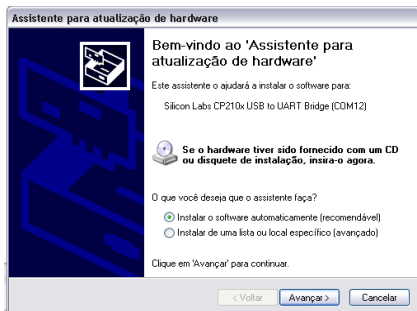 Assistente para atualização de hardware
Bem-vindo ao 'Assistente para
atualização de hardware'
Este assistente o ajudará a instalar o software para:
Silicon Labs CP210x USB to UART Bridge (COM12)
Se o hardware tiver sido fornecido com um CD
ou disquete de instalação, insira-o agora.
O que você deseja que o assistente faça?
Instalar o software automaticamente (recomendável)
Instalar de uma lista ou local específico (avançado)
Clique em 'Avançar' para continuar.
< Voltar
Avançar >
Cancelar